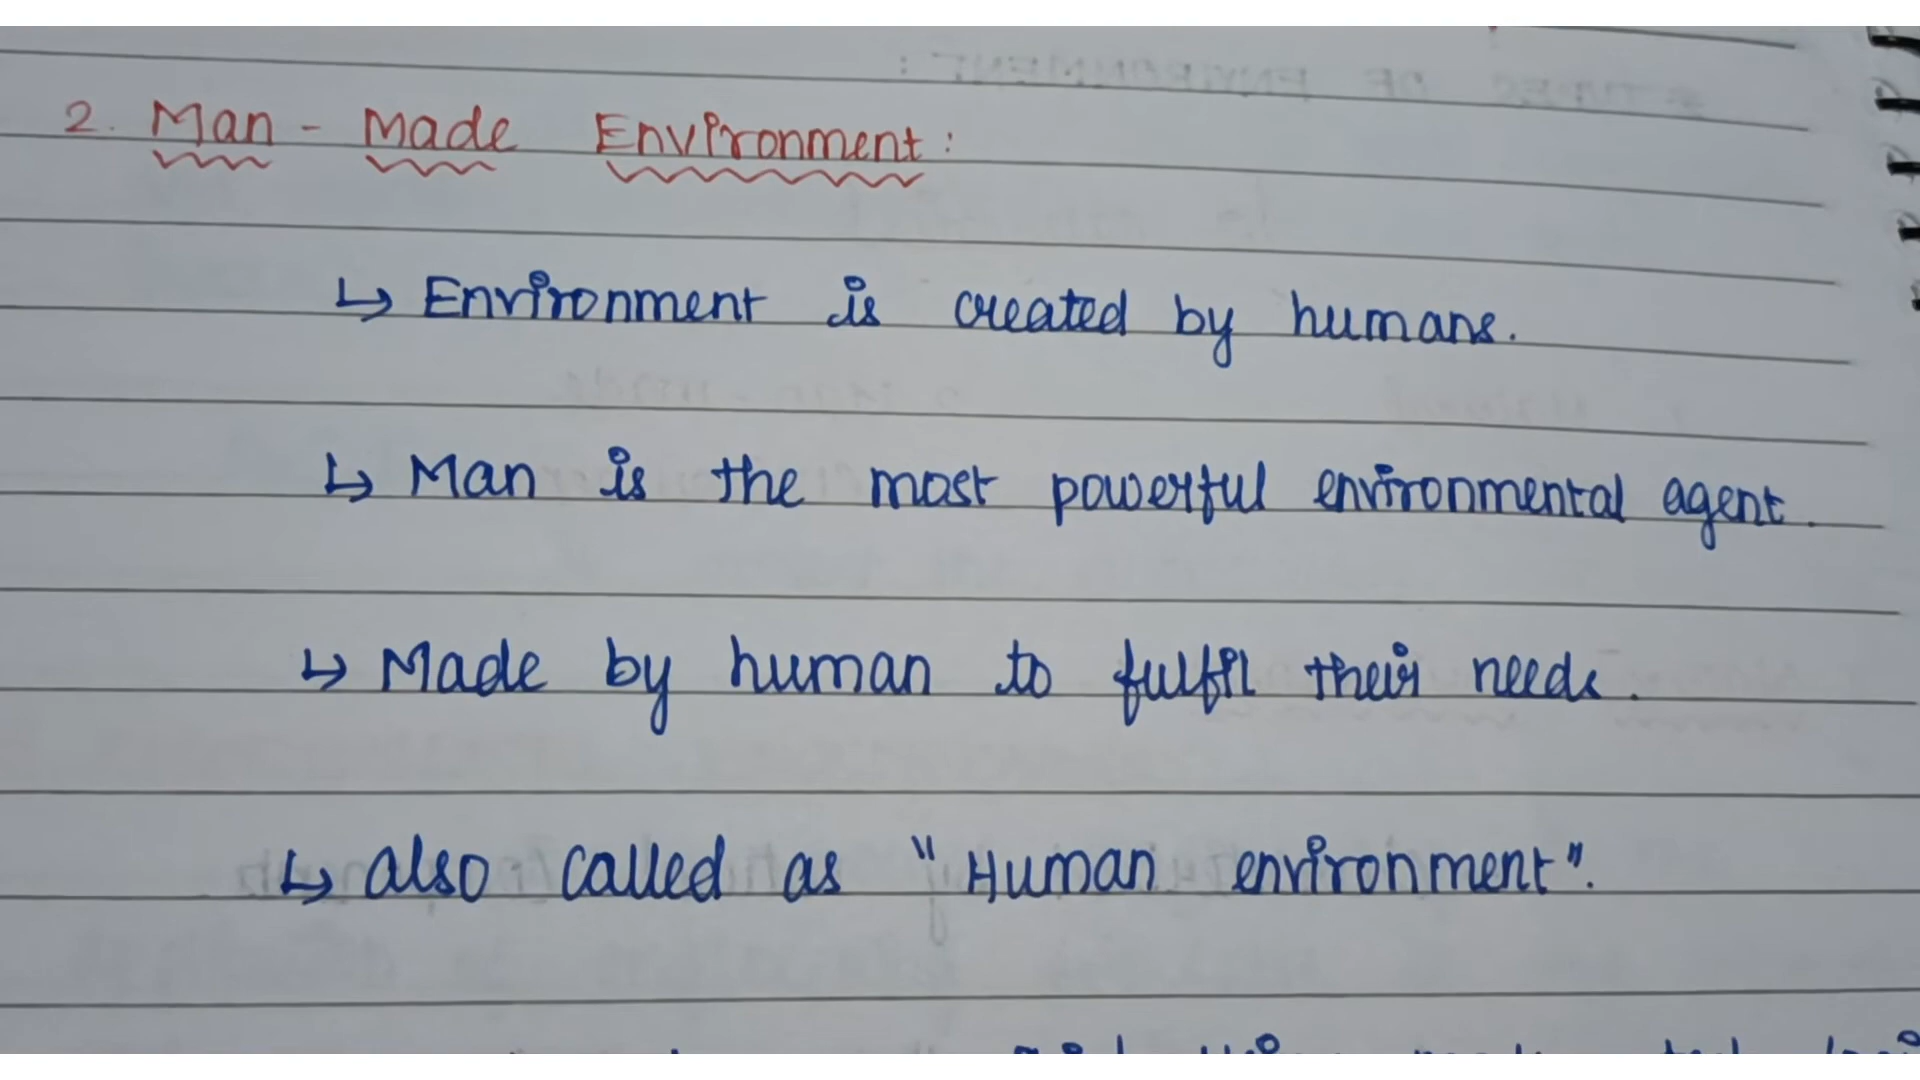 2. Man - Made Environment:
↳ Environment is created by humans.
↳ Man is the most powerful environmental agent.
↳ Made by human to fulfil their needs.
↳ also called as "Human environment".